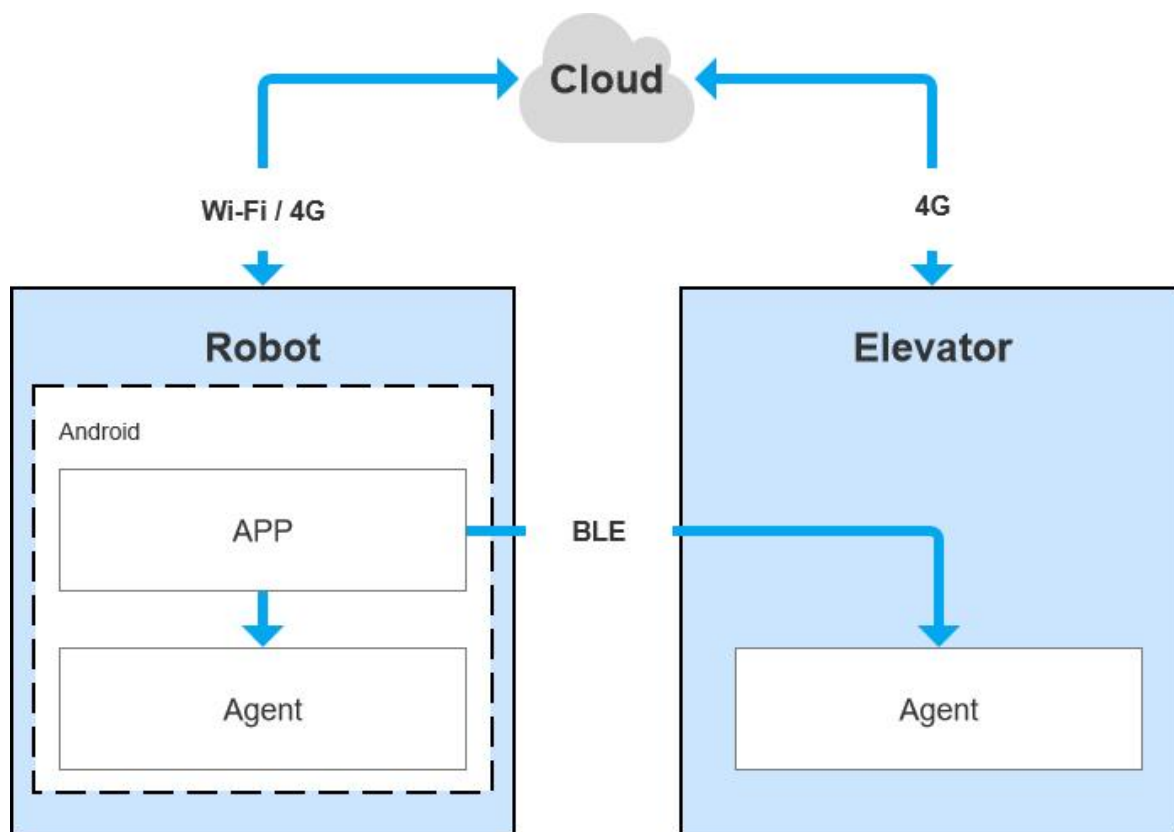 Cloud
Wi-Fi / 4G
4G
Robot
Elevator
Android
APP
BLE
Agent
Agent